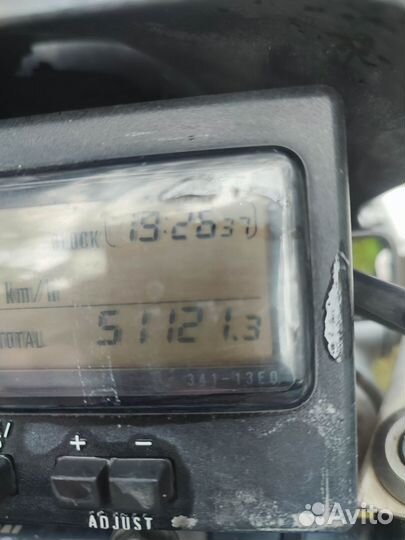 CLOCK 19:26 37
km/h
TOTAL 51121.3
341-13E0
+ −
ADJUST
Avito